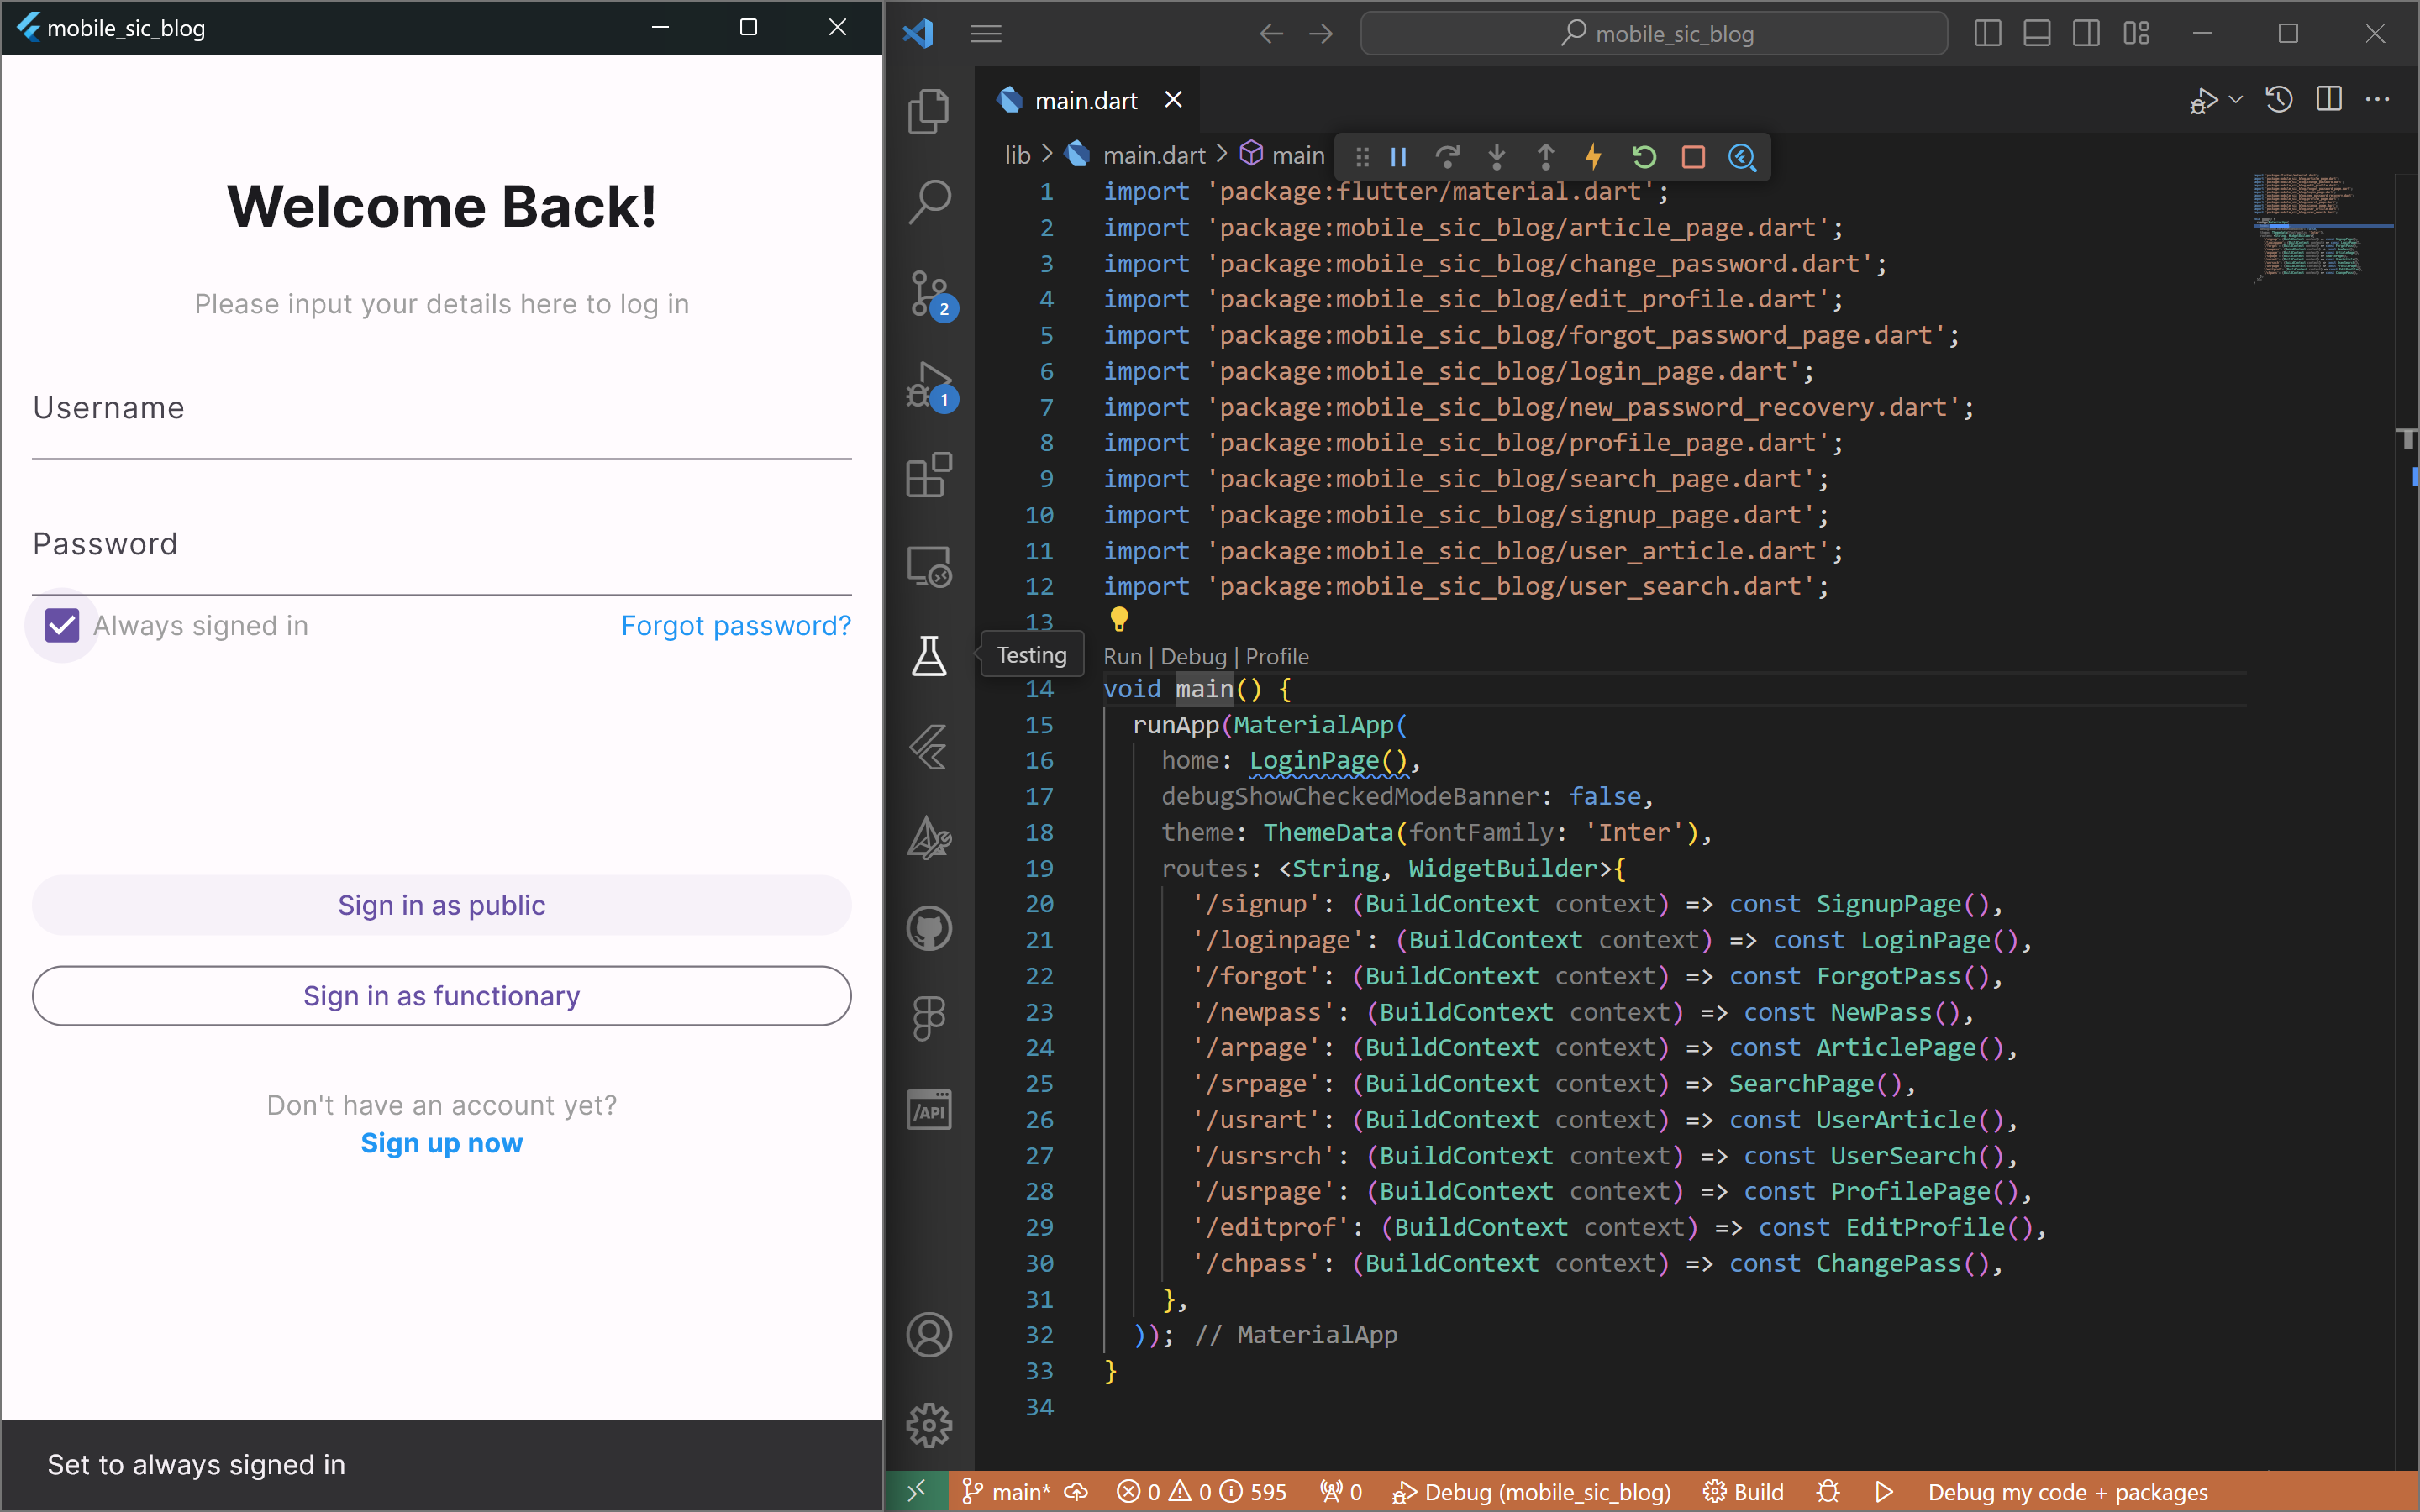 mobile_sic_blog
Welcome Back!
Please input your details here to log in
Username
Password
Always signed in
Forgot password?
Sign in as public
Sign in as functionary
Don't have an account yet?
Sign up now
Set to always signed in
mobile_sic_blog
main.dart
lib > main.dart > main
2
1
/API
Testing
1 import 'package:flutter/material.dart';
2 import 'package:mobile_sic_blog/article_page.dart';
3 import 'package:mobile_sic_blog/change_password.dart';
4 import 'package:mobile_sic_blog/edit_profile.dart';
5 import 'package:mobile_sic_blog/forgot_password_page.dart';
6 import 'package:mobile_sic_blog/login_page.dart';
7 import 'package:mobile_sic_blog/new_password_recovery.dart';
8 import 'package:mobile_sic_blog/profile_page.dart';
9 import 'package:mobile_sic_blog/search_page.dart';
10 import 'package:mobile_sic_blog/signup_page.dart';
11 import 'package:mobile_sic_blog/user_article.dart';
12 import 'package:mobile_sic_blog/user_search.dart';
13
Run | Debug | Profile
14 void main() {
15 runApp(MaterialApp(
16 home: LoginPage(),
17 debugShowCheckedModeBanner: false,
18 theme: ThemeData(fontFamily: 'Inter'),
19 routes: <String, WidgetBuilder>{
20 '/signup': (BuildContext context) => const SignupPage(),
21 '/loginpage': (BuildContext context) => const LoginPage(),
22 '/forgot': (BuildContext context) => const ForgotPass(),
23 '/newpass': (BuildContext context) => const NewPass(),
24 '/arpage': (BuildContext context) => const ArticlePage(),
25 '/srpage': (BuildContext context) => SearchPage(),
26 '/usrart': (BuildContext context) => const UserArticle(),
27 '/usrsrch': (BuildContext context) => const UserSearch(),
28 '/usrpage': (BuildContext context) => const ProfilePage(),
29 '/editprof': (BuildContext context) => const EditProfile(),
30 '/chpass': (BuildContext context) => const ChangePass(),
31 },
32 )); // MaterialApp
33 }
34
main* 0 0 595 0 Debug (mobile_sic_blog) Build Debug my code + packages